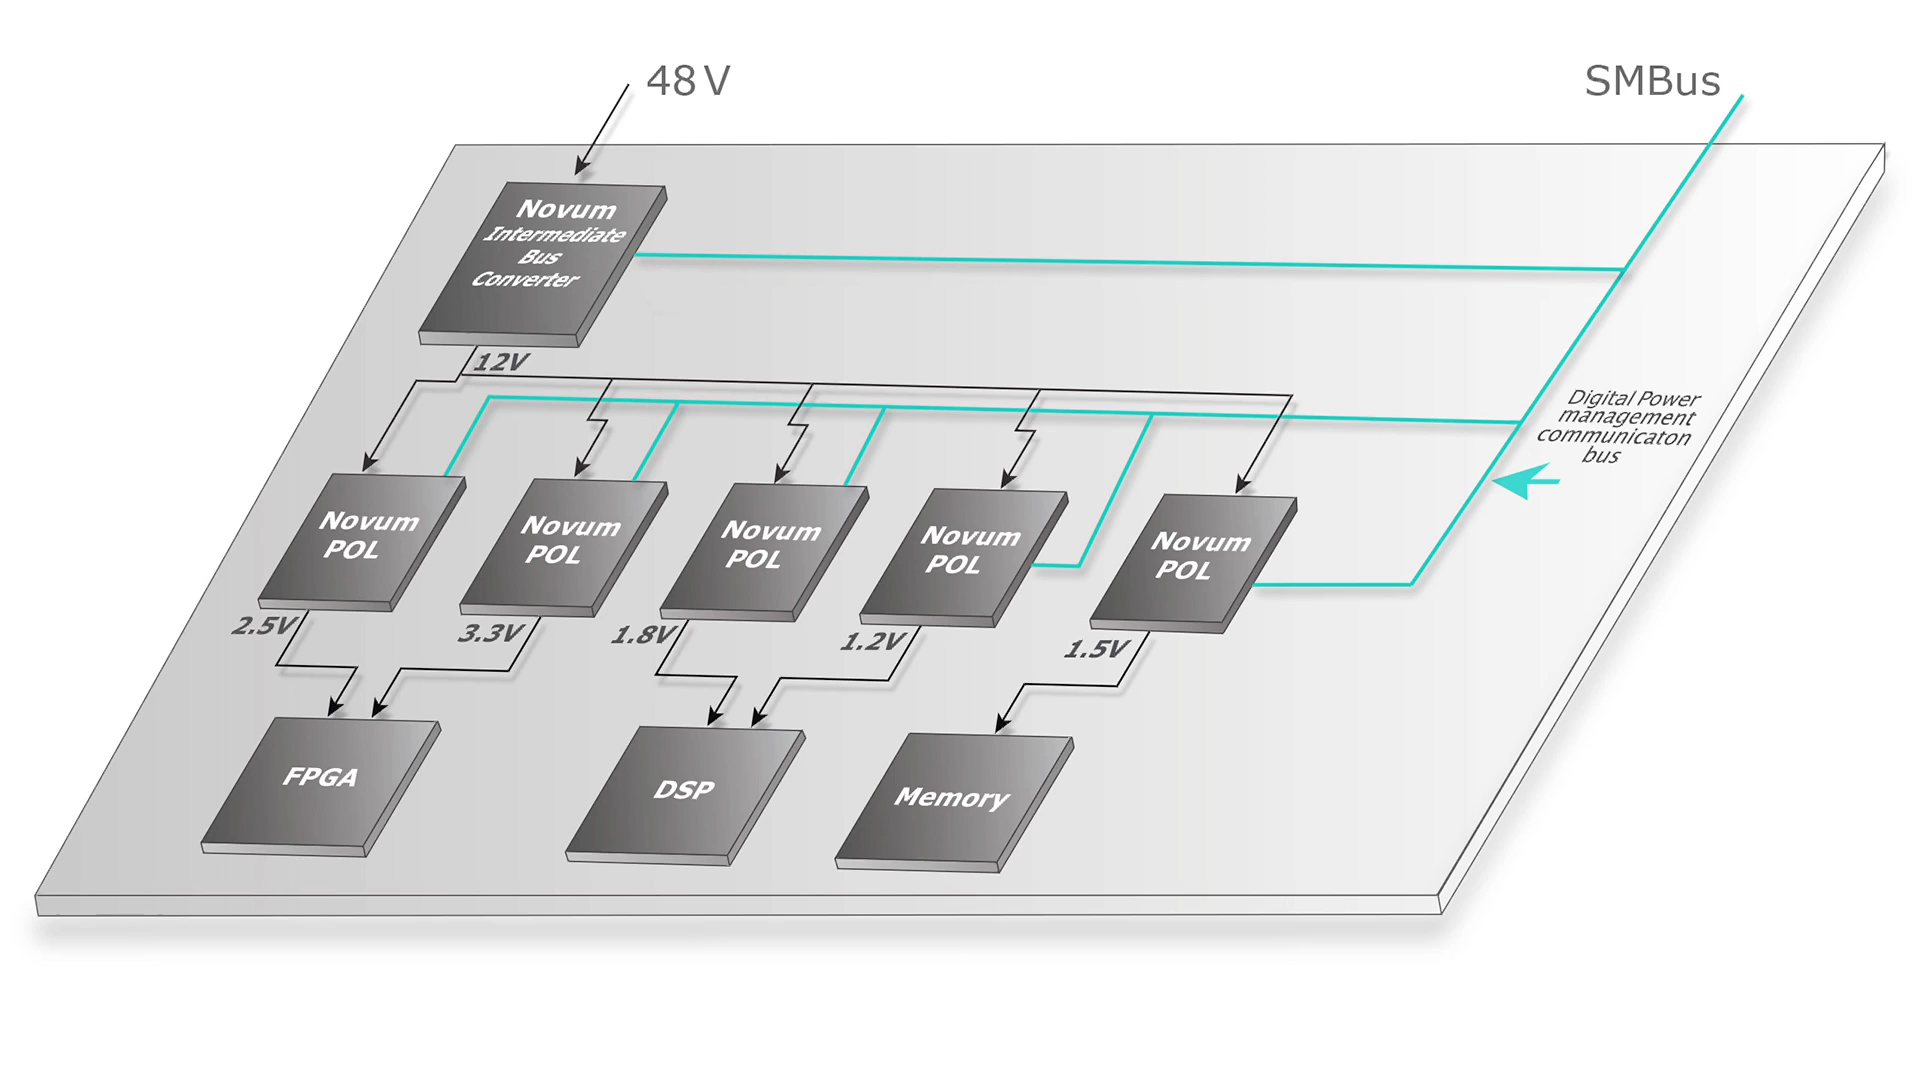 48 V
SMBus
Novum
Intermediate
Bus
Converter
12V
Digital Power
management
communicaton
bus
Novum
POL
Novum
POL
Novum
POL
Novum
POL
Novum
POL
2.5V
3.3V
1.8V
1.2V
1.5V
FPGA
DSP
Memory